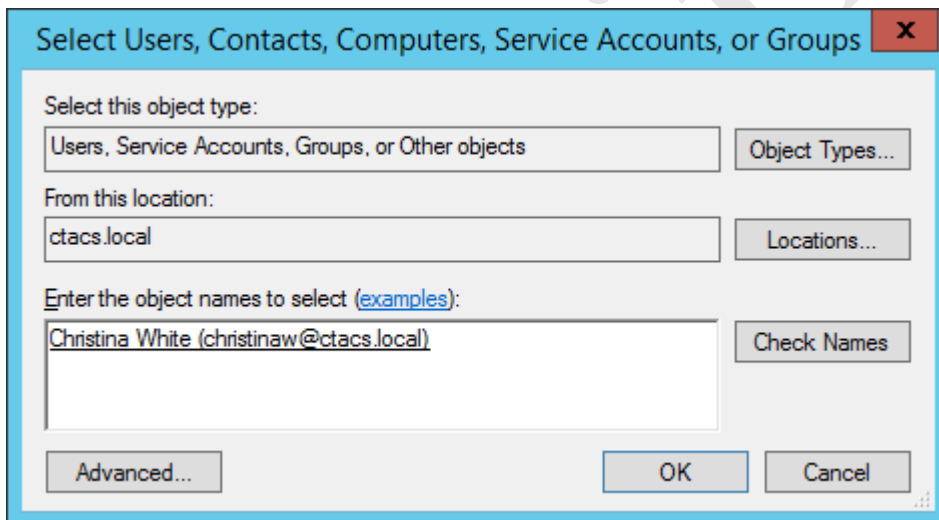 Select Users, Contacts, Computers, Service Accounts, or Groups
x
Select this object type:
Users, Service Accounts, Groups, or Other objects
Object Types...
From this location:
ctacs.local
Locations...
Enter the object names to select (examples):
Christina White (christinaw@ctacs.local)
Check Names
Advanced...
OK
Cancel